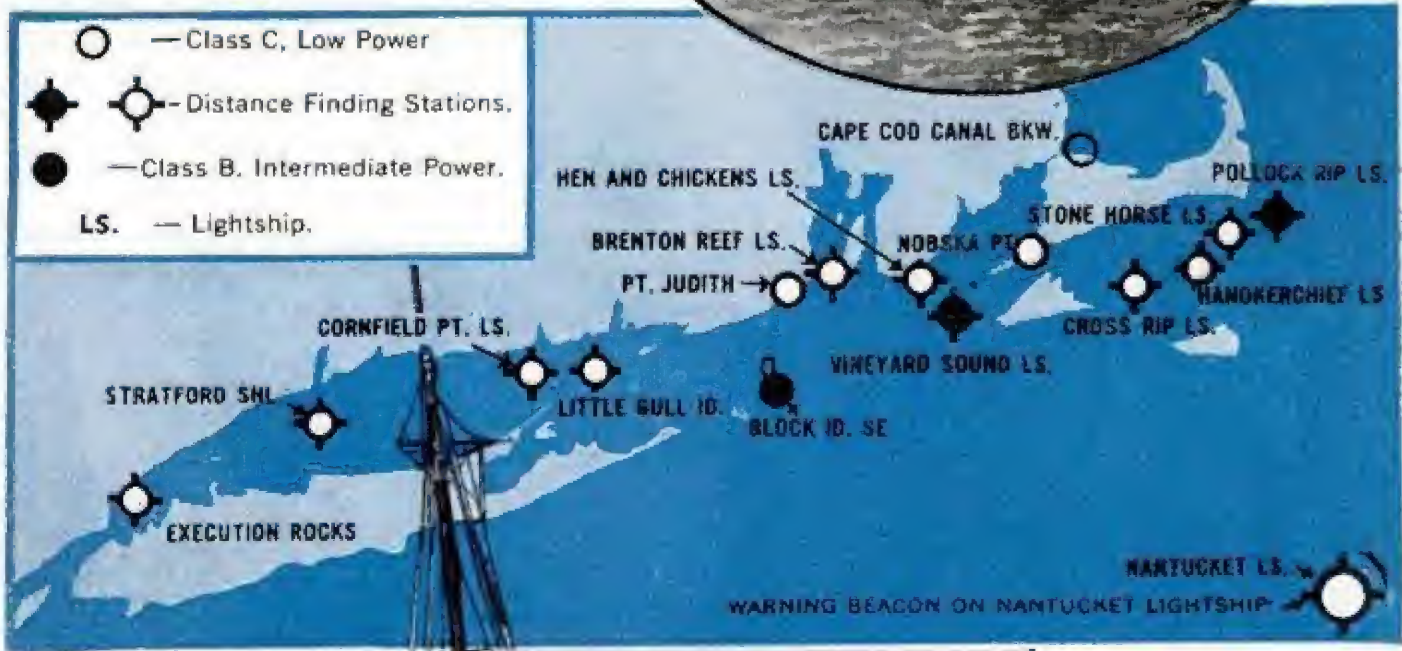 — Class C, Low Power
— Distance Finding Stations.
— Class B. Intermediate Power.
LS. — Lightship.
CAPE COD CANAL BKW.
POLLOCK RIP LS.
HEN AND CHICKENS LS.
STONE HORSE LS.
BRENTON REEF LS.
NOBSKA PT.
PT. JUDITH
HANDKERCHIEF LS
CROSS RIP LS.
CORNFIELD PT. LS.
VINEYARD SOUND LS.
STRATFORD SHL
LITTLE GULL ID.
BLOCK ID. SE
EXECUTION ROCKS
NANTUCKET LS.
WARNING BEACON ON NANTUCKET LIGHTSHIP